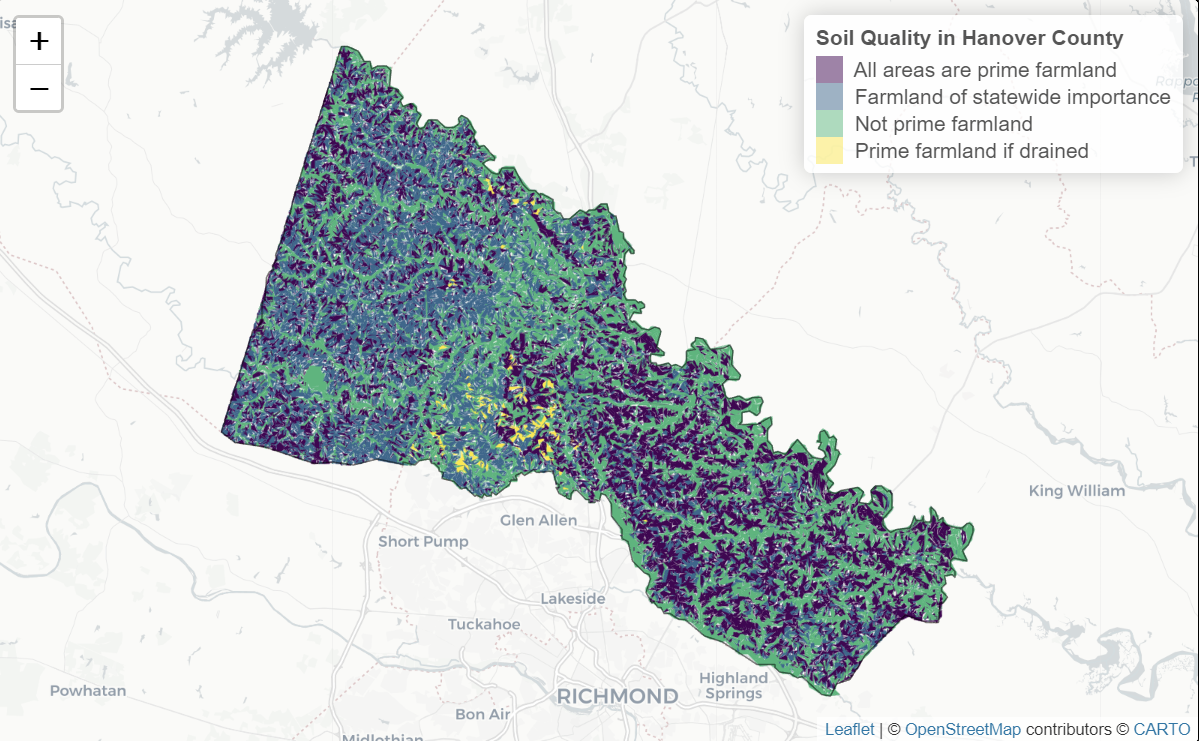 +
−
Soil Quality in Hanover County
All areas are prime farmland
Farmland of statewide importance
Not prime farmland
Prime farmland if drained
King William
Glen Allen
Short Pump
Lakeside
Tuckahoe
Highland
Springs
Powhatan
RICHMOND
Bon Air
Midlothian
Leaflet | © OpenStreetMap contributors © CARTO